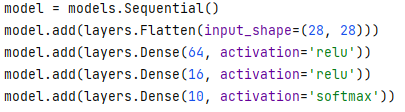 model = models.Sequential()
model.add(layers.Flatten(input_shape=(28, 28)))
model.add(layers.Dense(64, activation='relu'))
model.add(layers.Dense(16, activation='relu'))
model.add(layers.Dense(10, activation='softmax'))